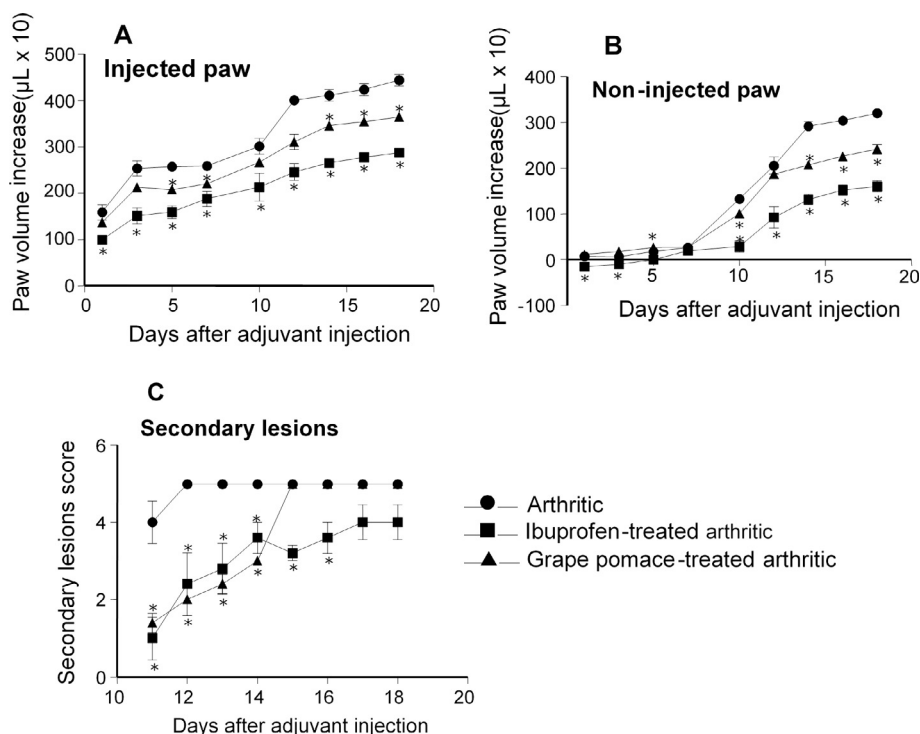 A
Injected paw
Paw volume increase(µL x 10)
500
400
300
200
100
0
0
5
10
15
20
Days after adjuvant injection
B
Non-injected paw
Paw volume increase(µL x 10)
400
300
200
100
0
-100
5
10
15
20
Days after adjuvant injection
C
Secondary lesions
Secondary lesions score
6
4
2
0
10
12
14
16
18
20
Days after adjuvant injection
Arthritic
Ibuprofen-treated arthritic
Grape pomace-treated arthritic